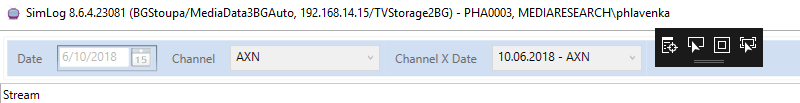 SimLog 8.6.4.23081 (BGStoupa/MediaData3BGAuto, 192.168.14.15/TVStorage2BG) - PHA0003, MEDIARESEARCH\phlavenka
Date 6/10/2018 15 Channel AXN Channel X Date 10.06.2018 - AXN
Stream